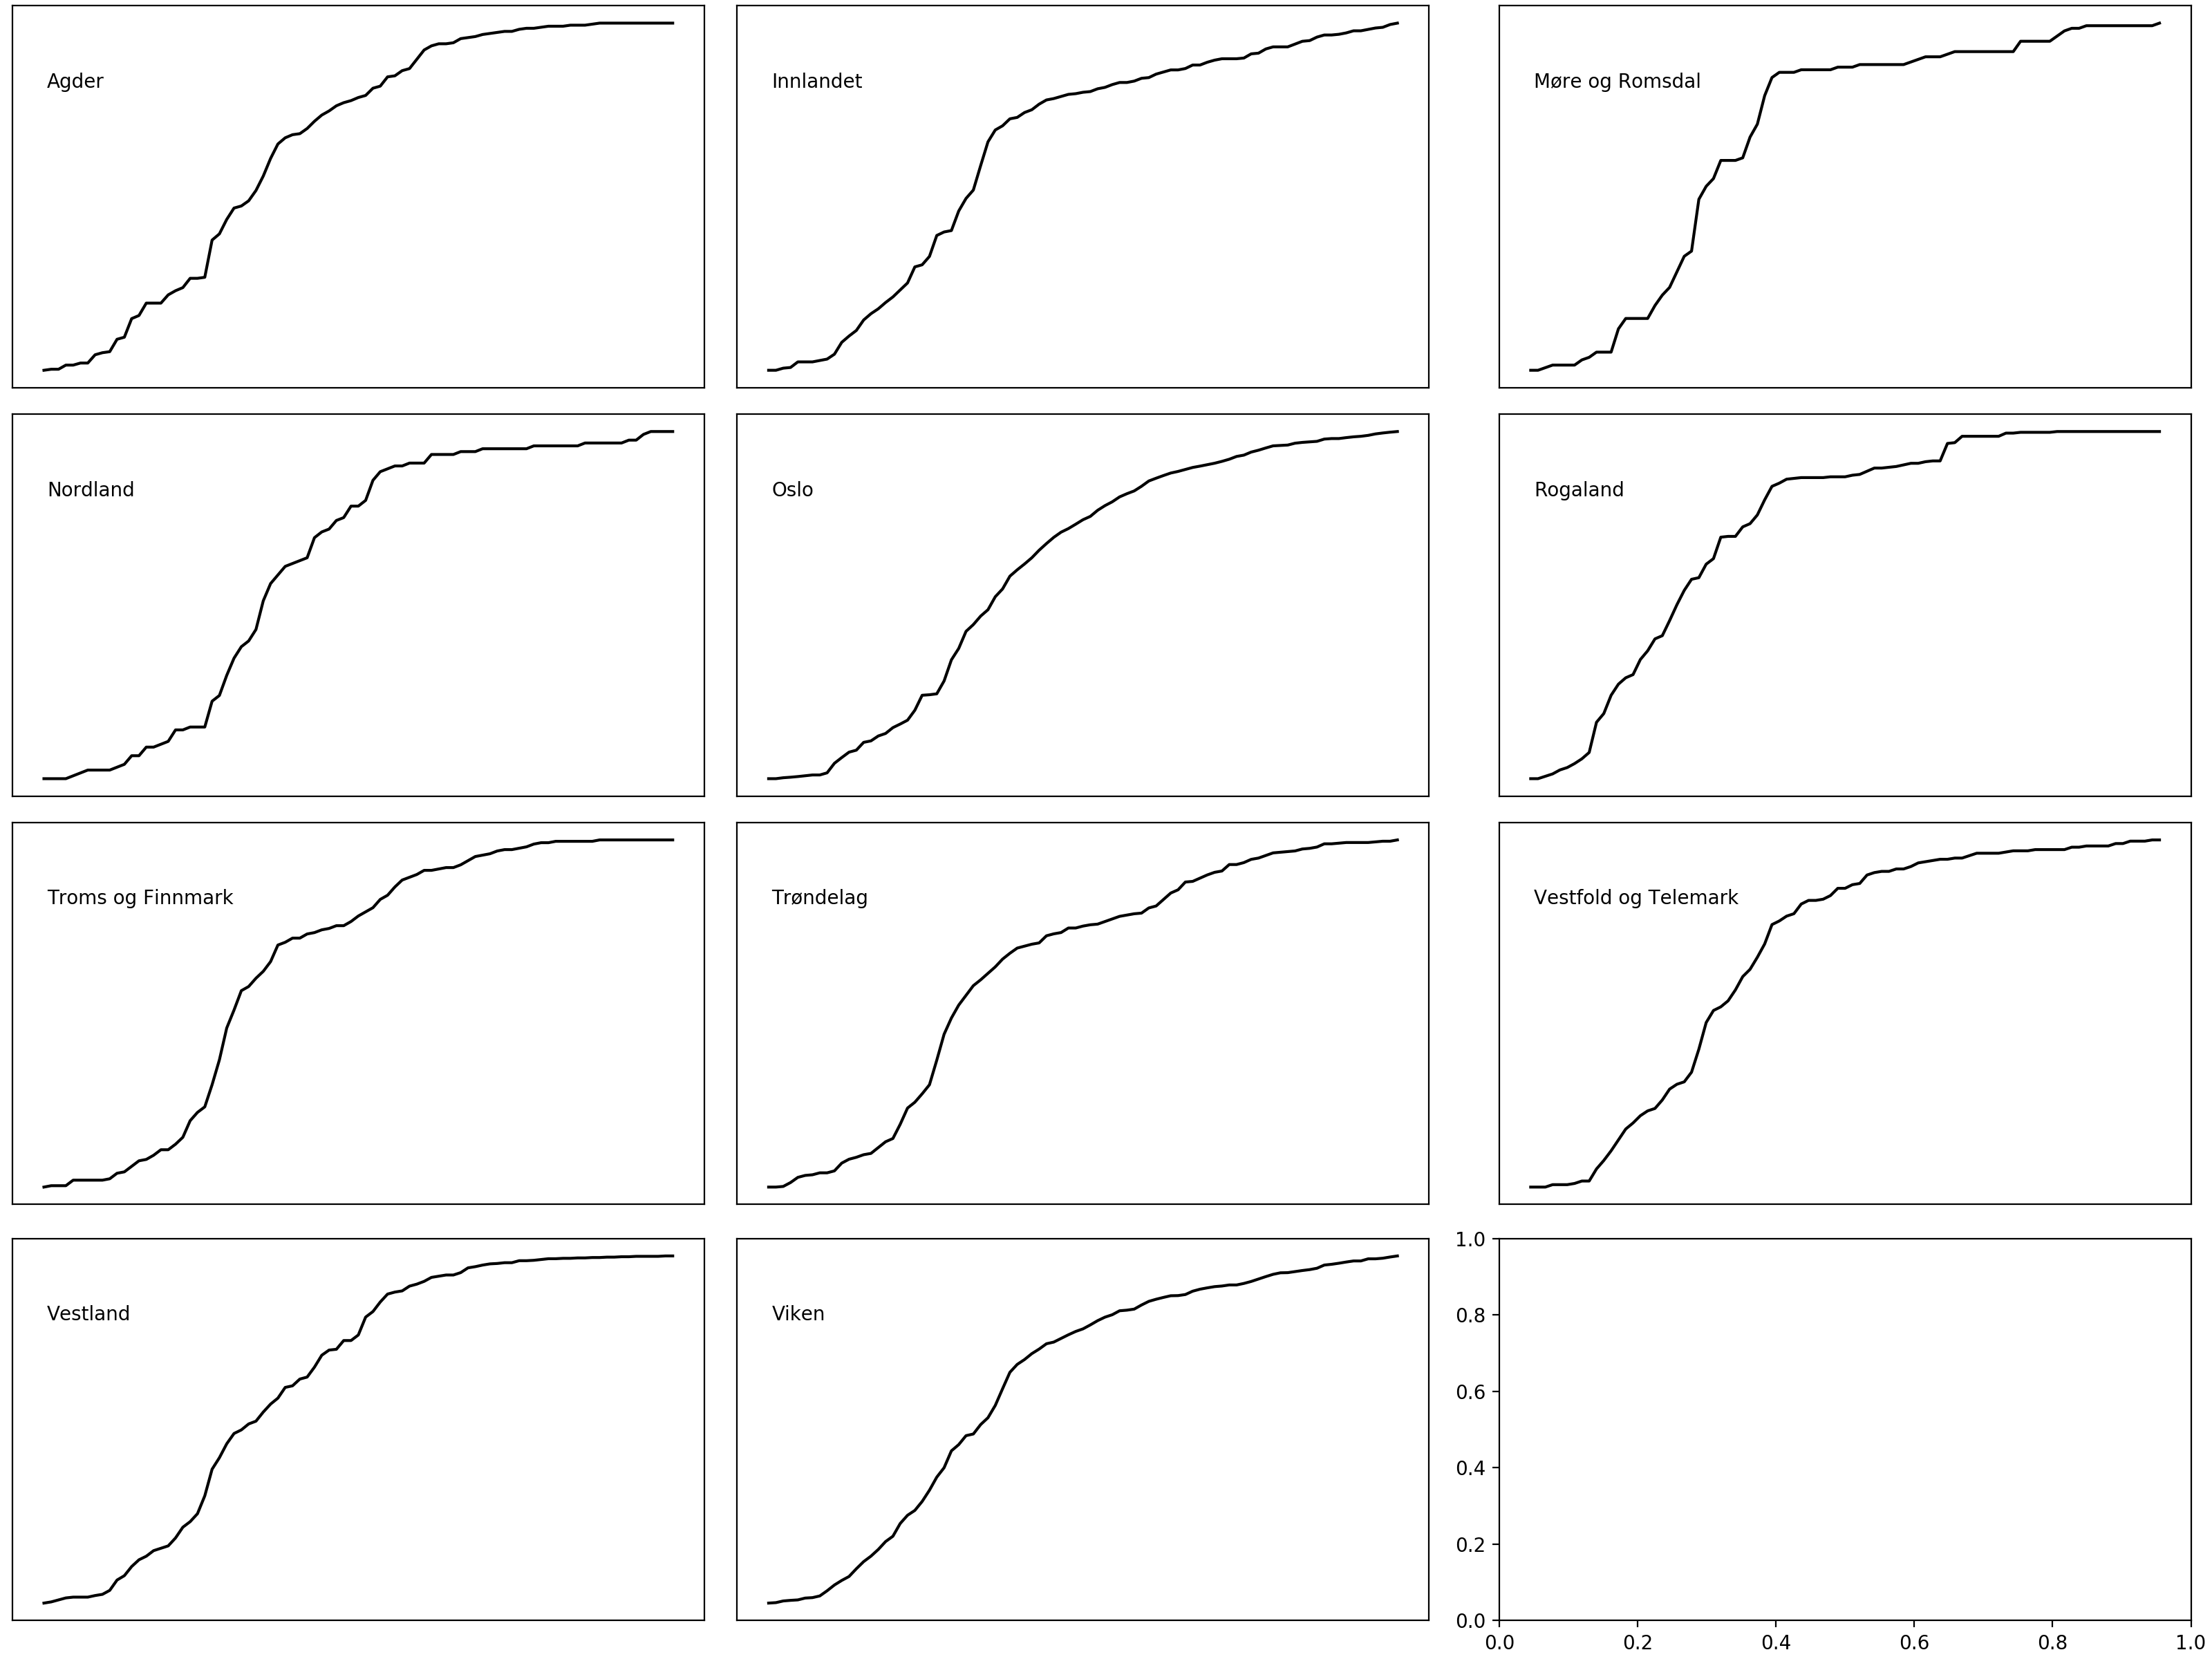 Agder
Innlandet
Møre og Romsdal
Nordland
Oslo
Rogaland
Troms og Finnmark
Trøndelag
Vestfold og Telemark
Vestland
Viken
1.0
0.8
0.6
0.4
0.2
0.0
0.0 0.2 0.4 0.6 0.8 1.0